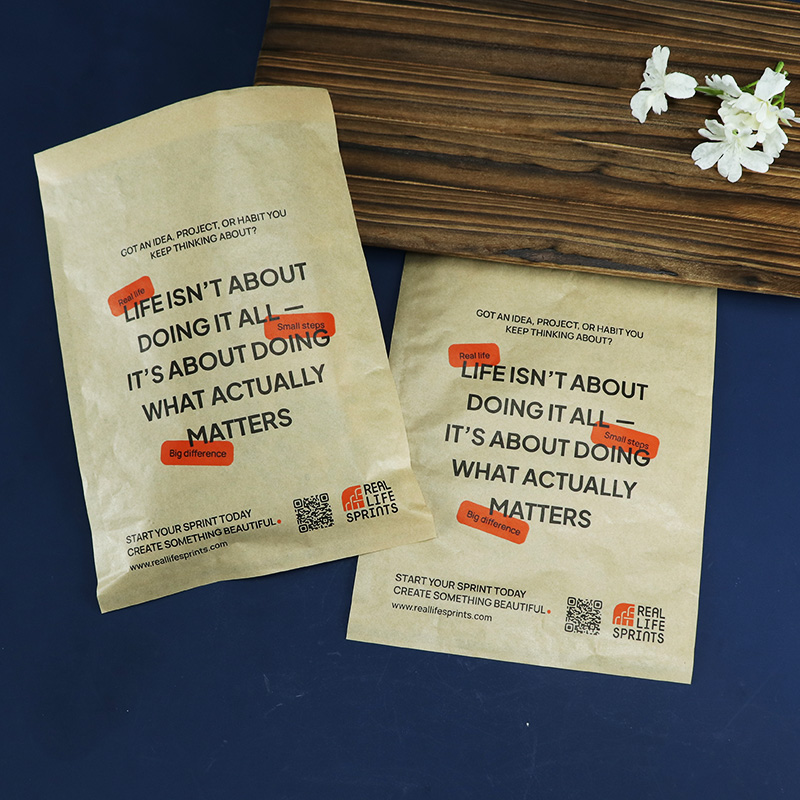 GOT AN IDEA, PROJECT, OR HABIT YOU
KEEP THINKING ABOUT?
Real life
LIFE ISN'T ABOUT
DOING IT ALL —
Small steps
IT'S ABOUT DOING
WHAT ACTUALLY
MATTERS
Big difference
START YOUR SPRINT TODAY
CREATE SOMETHING BEAUTIFUL.
www.reallifesprints.com
REAL
LIFE
SPRINTS
GOT AN IDEA, PROJECT, OR HABIT YOU
KEEP THINKING ABOUT?
Real life
LIFE ISN'T ABOUT
DOING IT ALL —
Small steps
IT'S ABOUT DOING
WHAT ACTUALLY
MATTERS
Big difference
START YOUR SPRINT TODAY
CREATE SOMETHING BEAUTIFUL.
www.reallifesprints.com
REAL
LIFE
SPRINTS